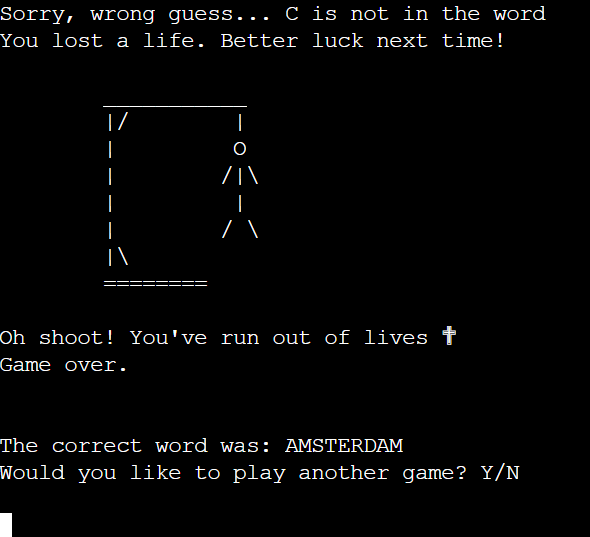 Sorry, wrong guess... C is not in the word
You lost a life. Better luck next time!
Oh shoot! You've run out of lives ✝
Game over.
The correct word was: AMSTERDAM
Would you like to play another game? Y/N